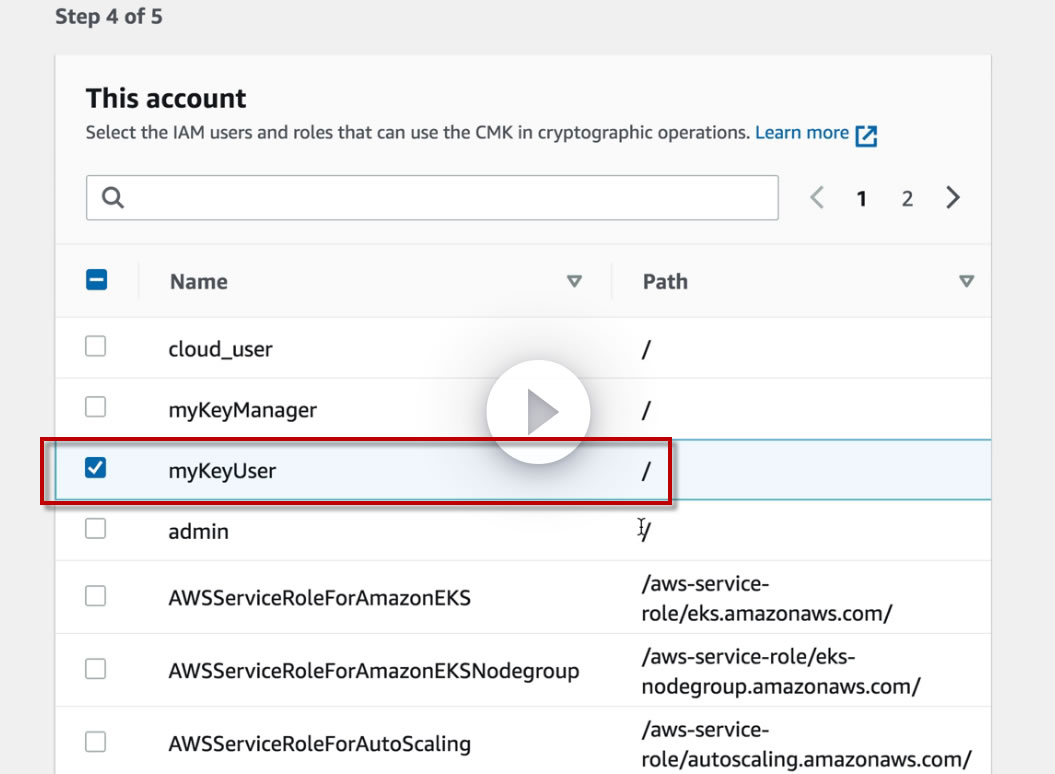 Step 4 of 5
This account
Select the IAM users and roles that can use the CMK in cryptographic operations. Learn more
1 2
Name Path
cloud_user /
myKeyManager /
myKeyUser /
admin /
AWSServiceRoleForAmazonEKS /aws-service-
role/eks.amazonaws.com/
AWSServiceRoleForAmazonEKSNodegroup /aws-service-role/eks-
nodegroup.amazonaws.com/
AWSServiceRoleForAutoScaling /aws-service-
role/autoscaling.amazonaws.com/